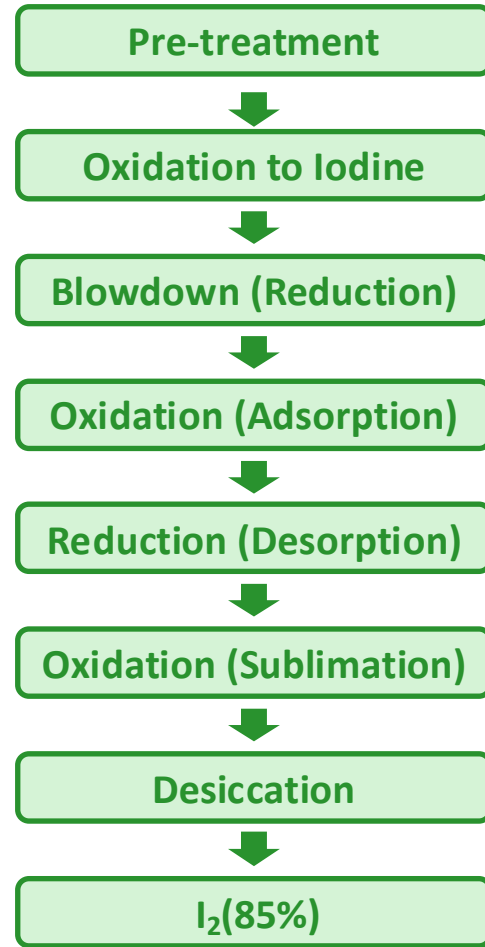 Pre-treatment
Oxidation to Iodine
Blowdown (Reduction)
Oxidation (Adsorption)
Reduction (Desorption)
Oxidation (Sublimation)
Desiccation
I₂(85%)